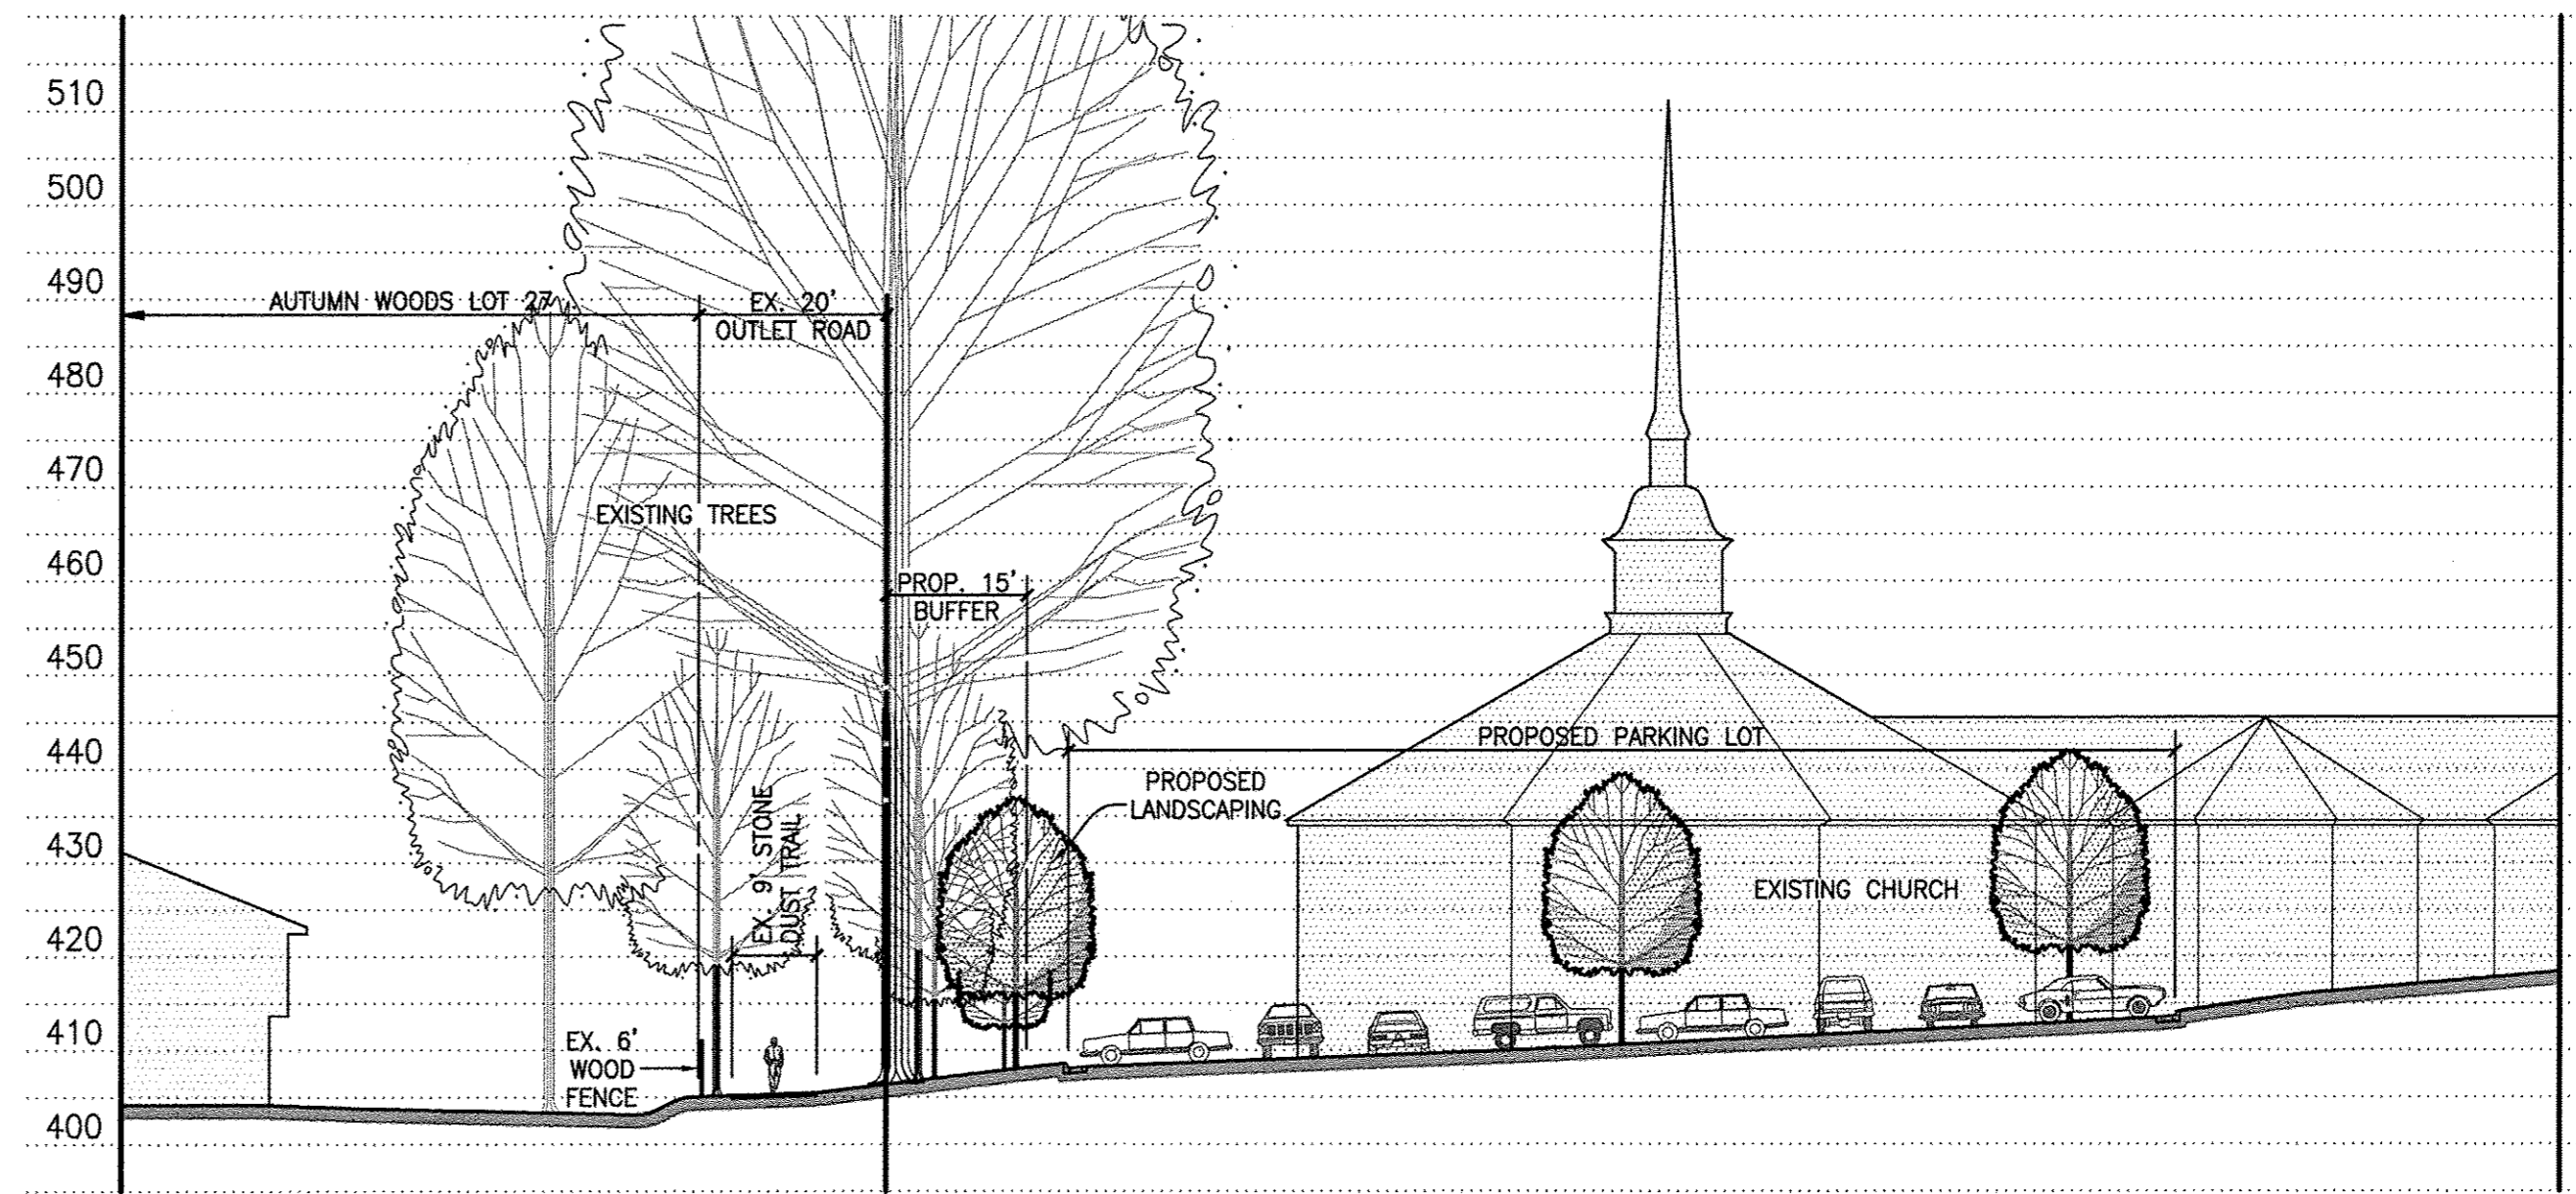 510
500
490
480
470
460
450
440
430
420
410
400
AUTUMN WOODS LOT 27
EX. 20'
OUTLET ROAD
EXISTING TREES
PROP. 15'
BUFFER
PROPOSED PARKING LOT
PROPOSED
LANDSCAPING
EX. 9' STONE
DUST TRAIL
EXISTING CHURCH
EX. 6'
WOOD
FENCE